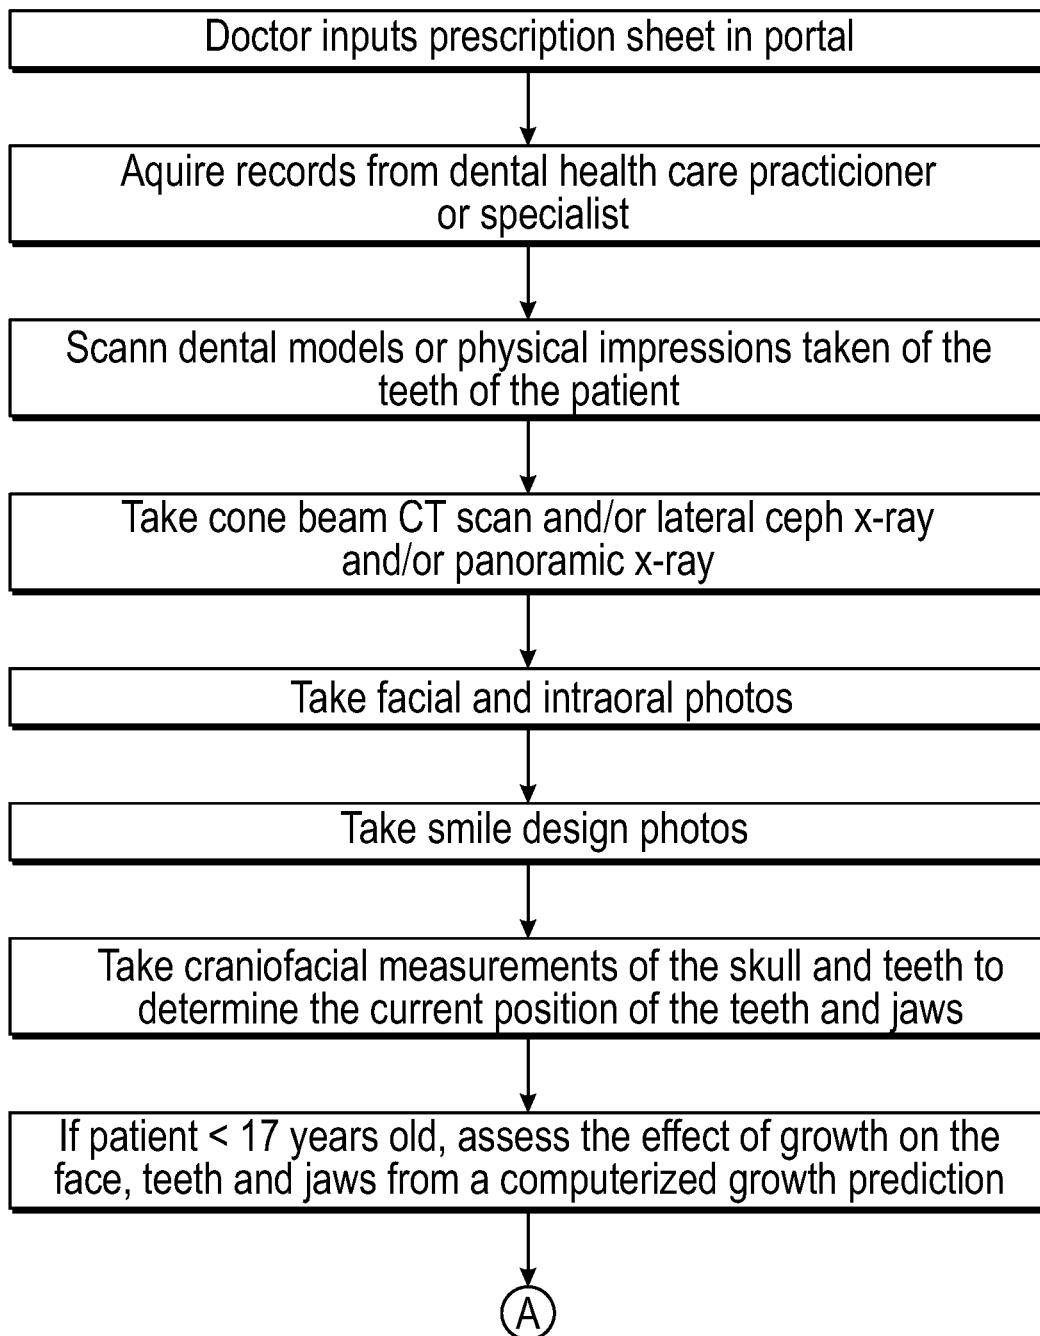 Doctor inputs prescription sheet in portal
Aquire records from dental health care practicioner
or specialist
Scann dental models or physical impressions taken of the
teeth of the patient
Take cone beam CT scan and/or lateral ceph x-ray
and/or panoramic x-ray
Take facial and intraoral photos
Take smile design photos
Take craniofacial measurements of the skull and teeth to
determine the current position of the teeth and jaws
If patient < 17 years old, assess the effect of growth on the
face, teeth and jaws from a computerized growth prediction
A